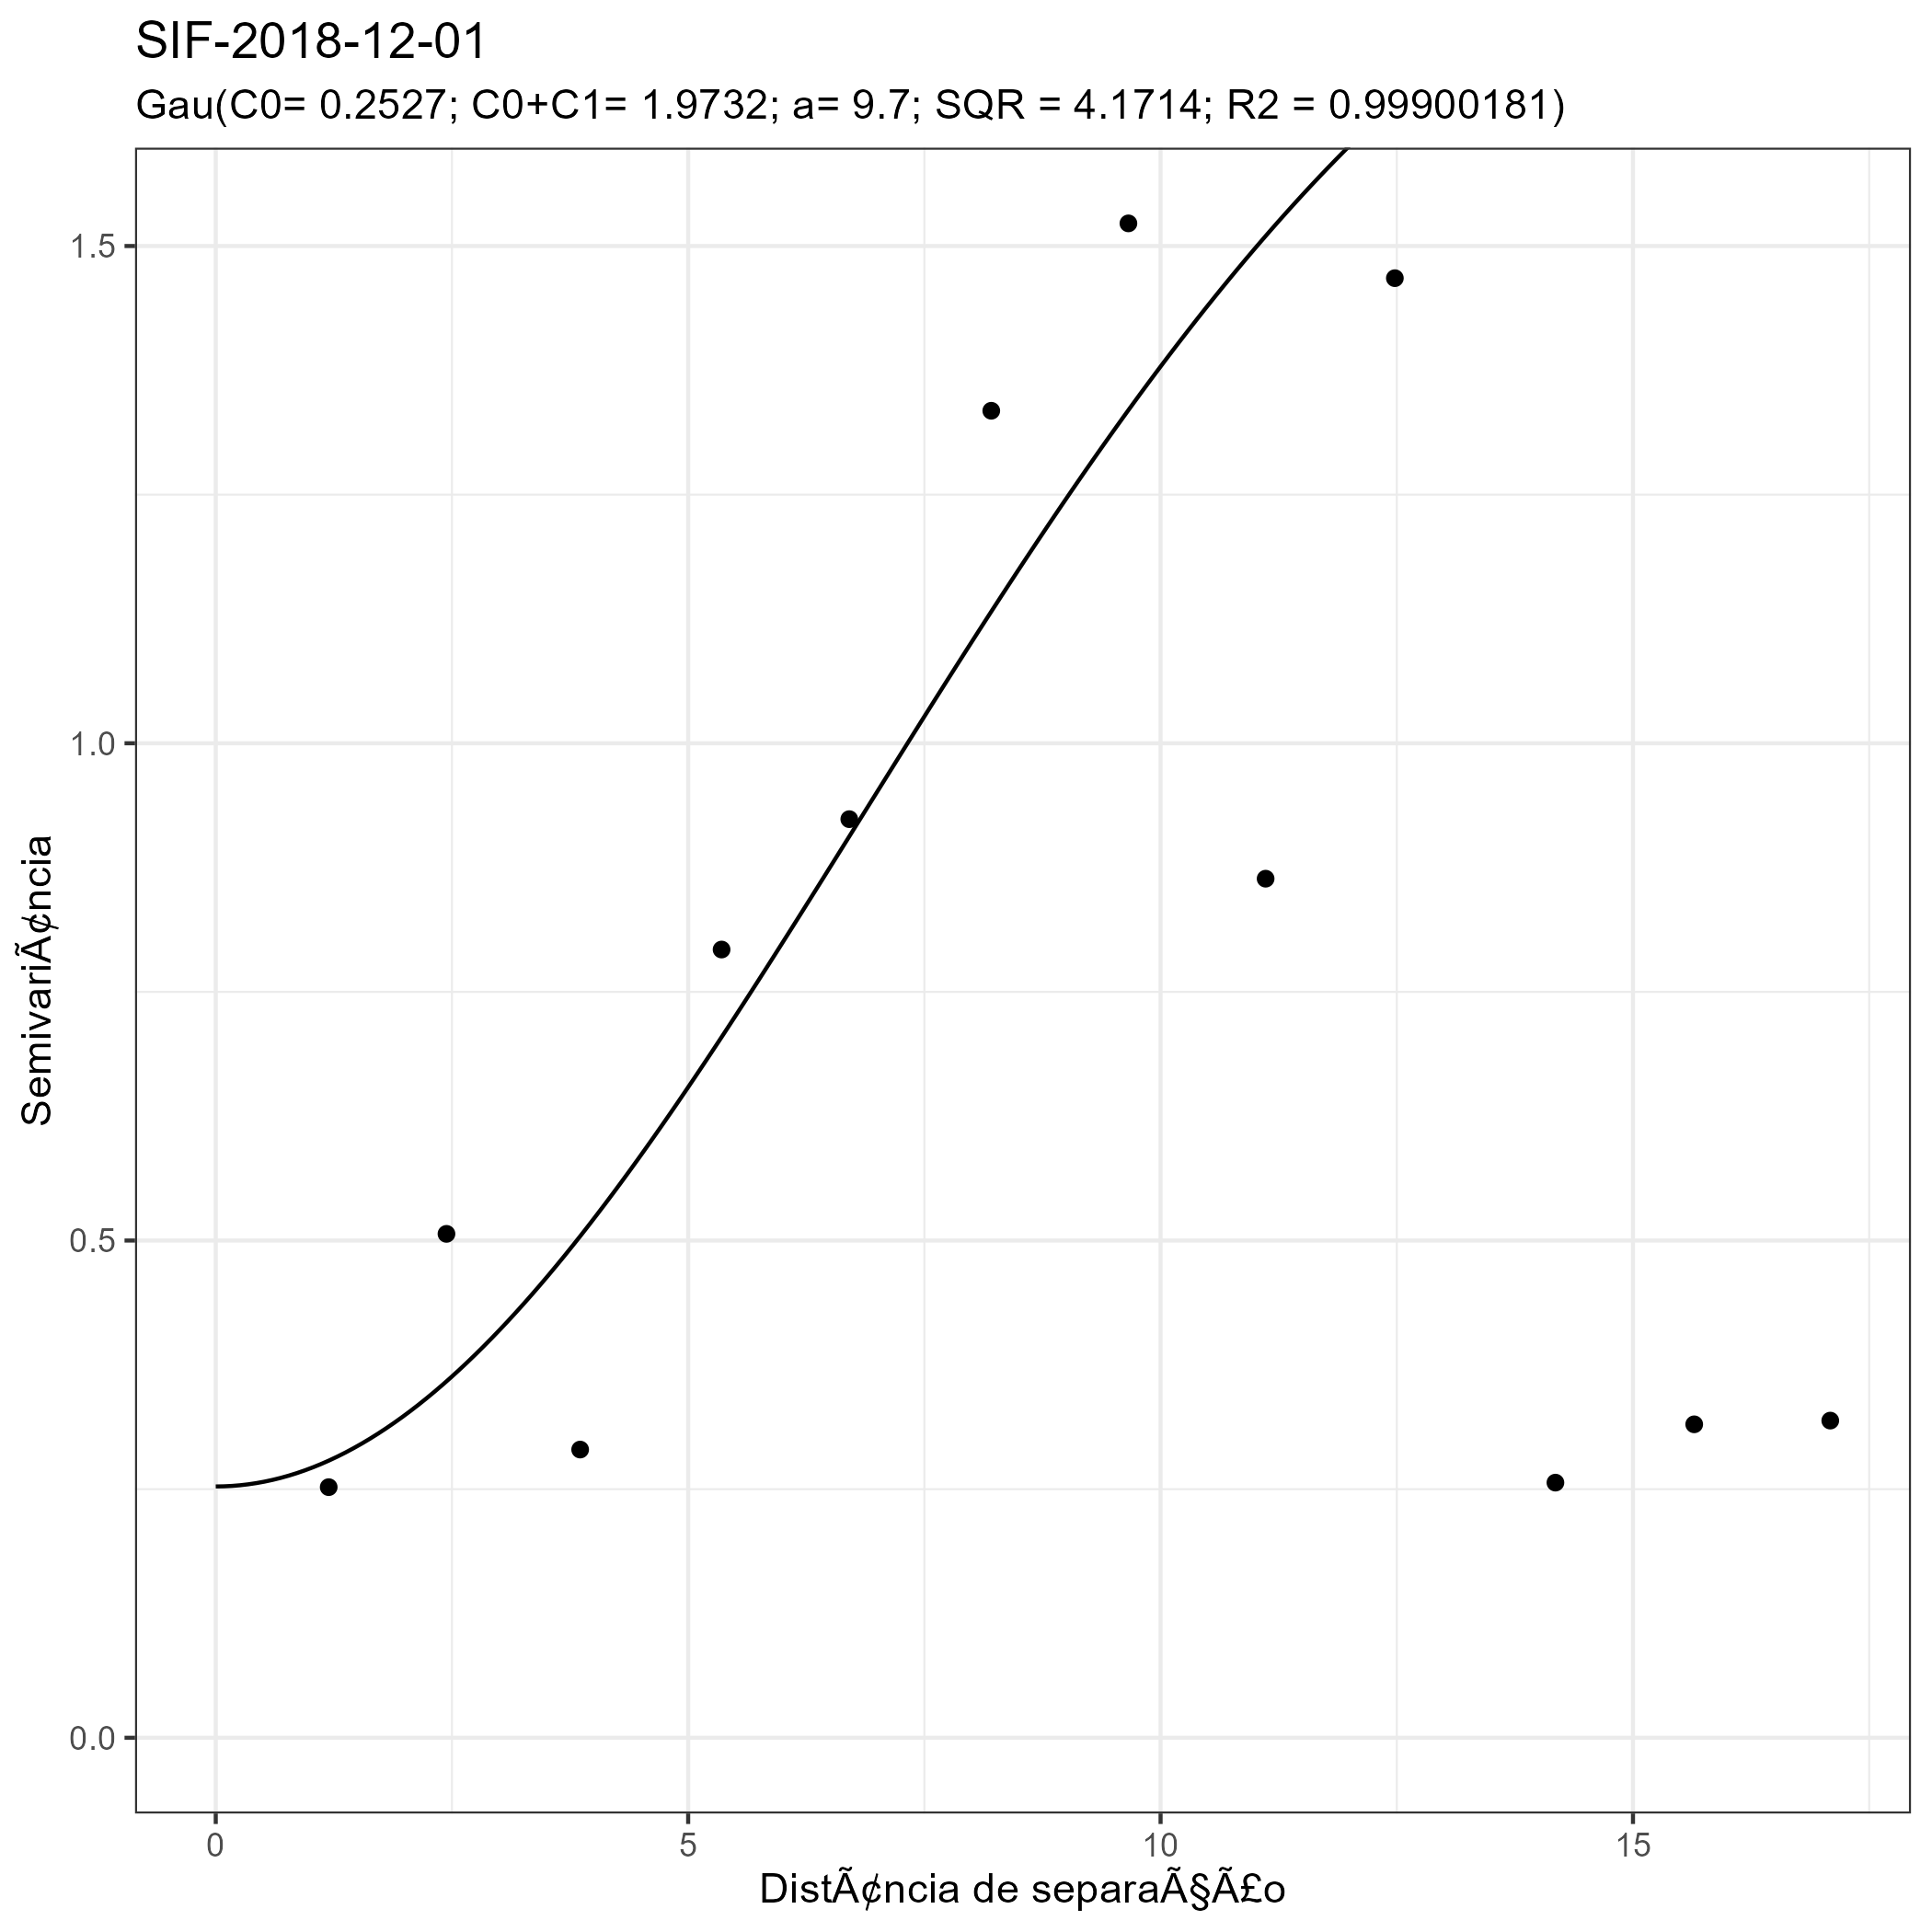 SIF-2018-12-01
Gau(C0= 0.2527; C0+C1= 1.9732; a= 9.7; SQR = 4.1714; R2 = 0.99900181)
1.5
1.0
0.5
0.0
SemivariÃ¢ncia
0 5 10 15
DistÃ¢ncia de separaÃ§Ã£o